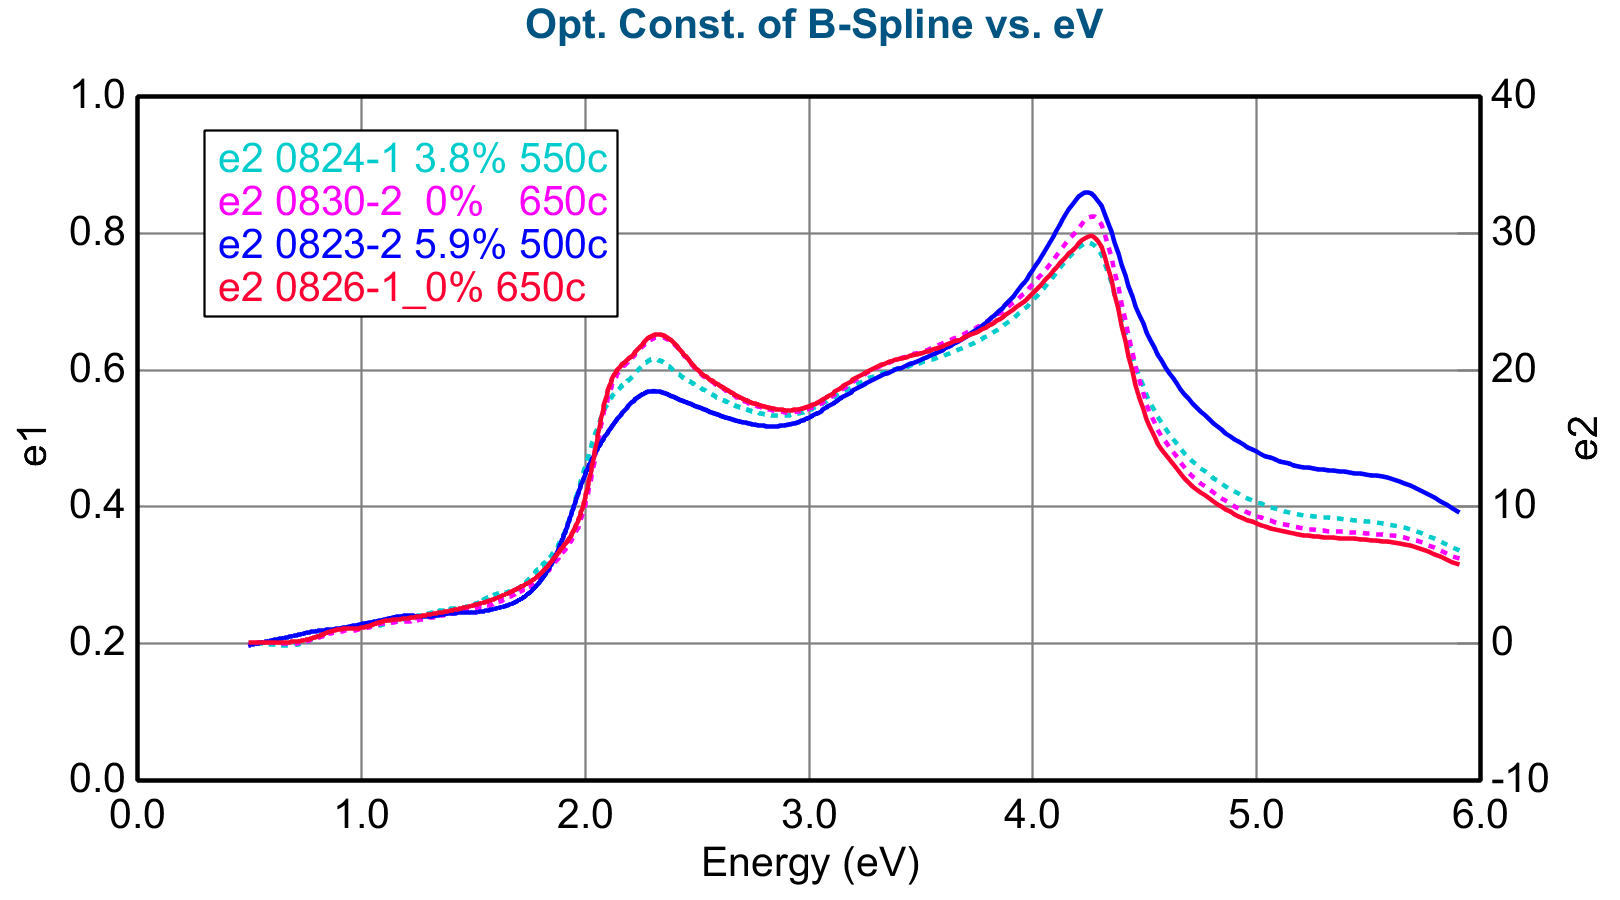 Opt. Const. of B-Spline vs. eV
1.0 40
e2 0824-1 3.8% 550c
e2 0830-2 0% 650c
0.8 30
e2 0823-2 5.9% 500c
e2 0826-1_0% 650c
0.6 20
e1 e2
0.4 10
0.2 0
0.0 -10
0.0 1.0 2.0 3.0 4.0 5.0 6.0
Energy (eV)